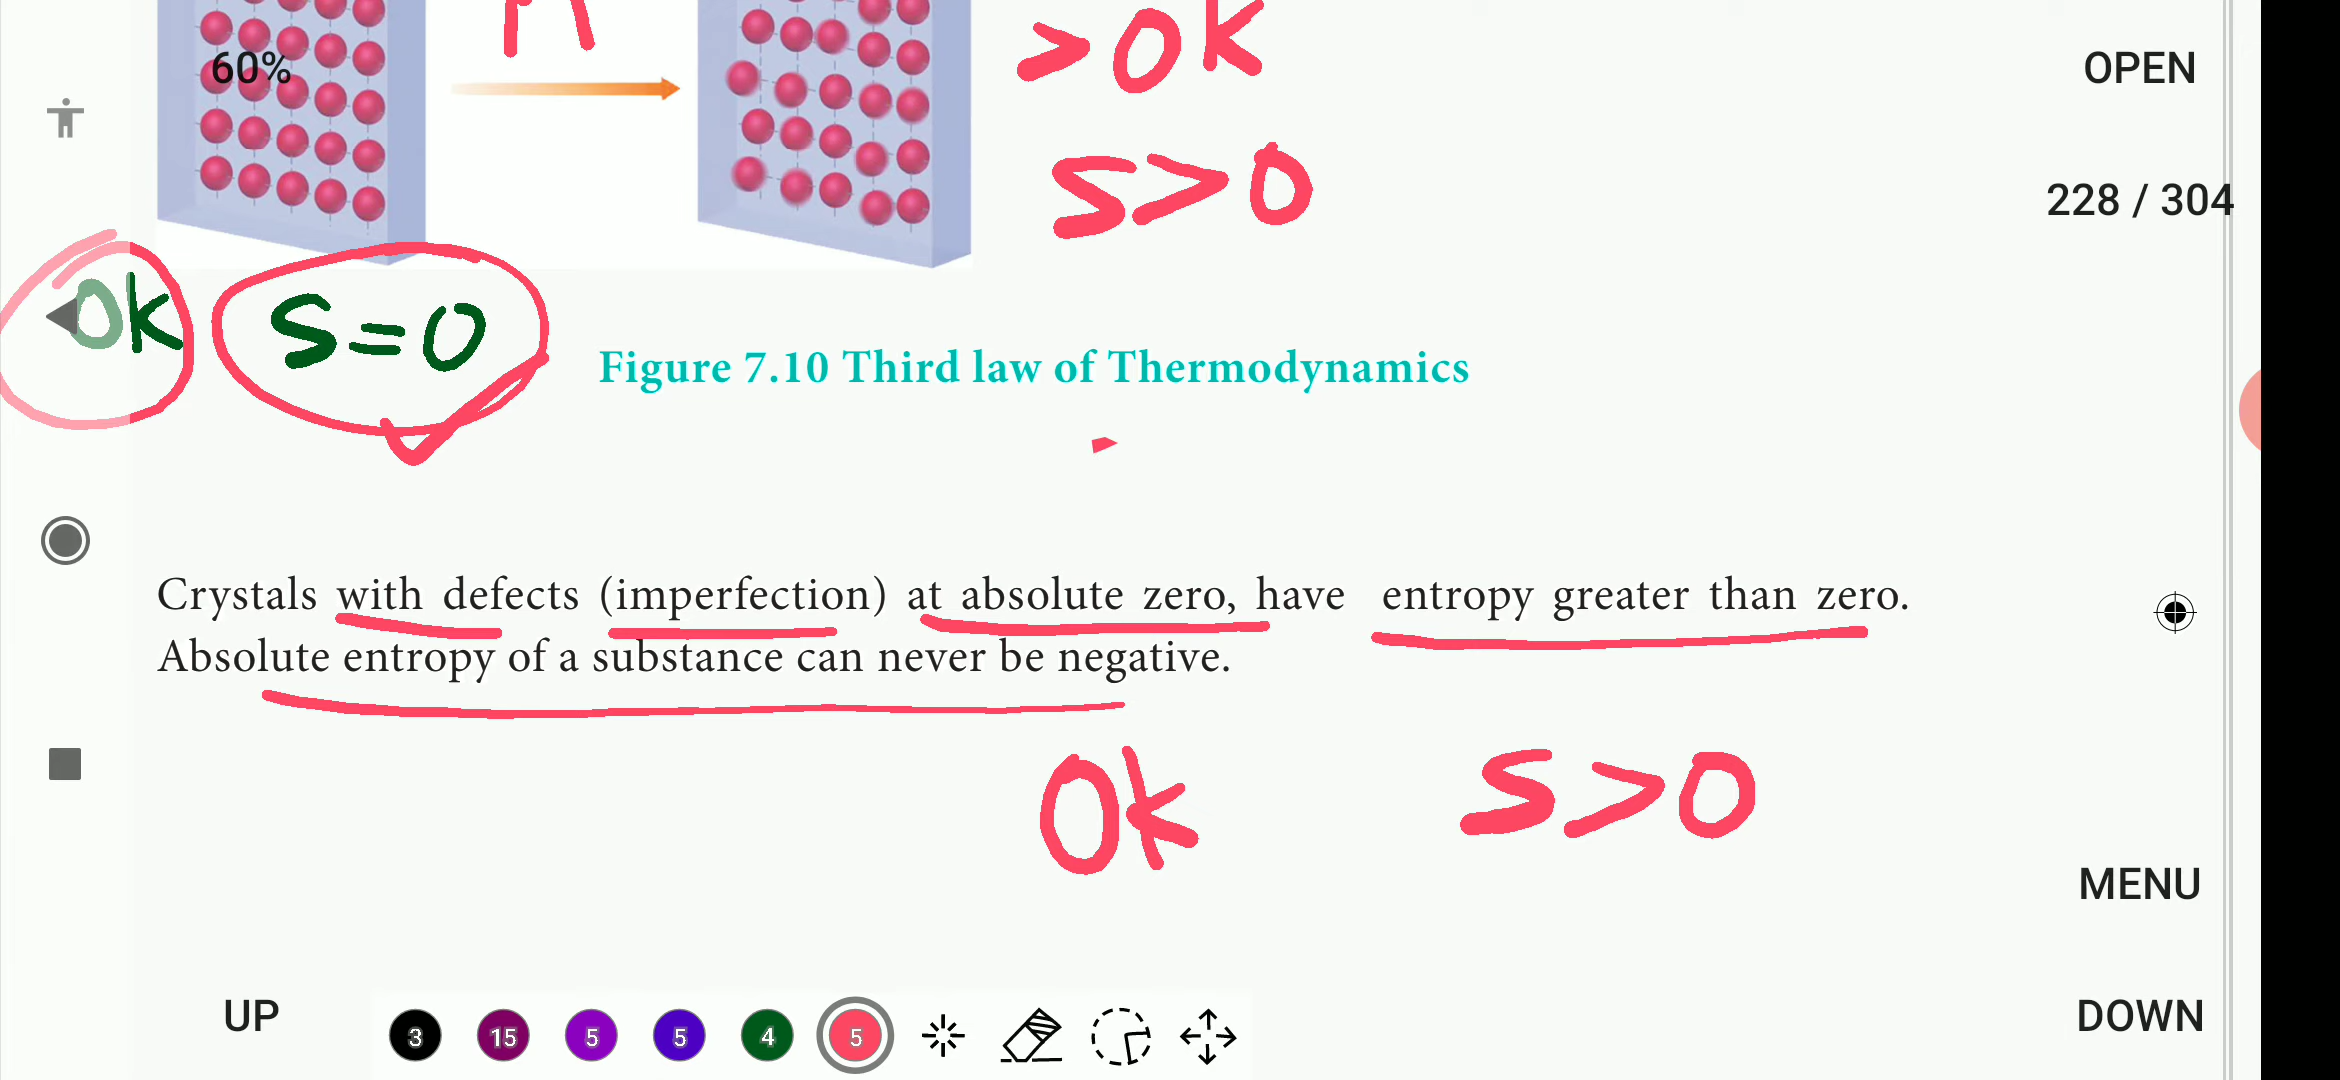 >0K
60%
OPEN
S>0
228 / 304
0K
S=0
Figure 7.10 Third law of Thermodynamics
Crystals with defects (imperfection) at absolute zero, have entropy greater than zero.
Absolute entropy of a substance can never be negative.
0K S>0
MENU
UP
3 15 5 5 4 5
DOWN